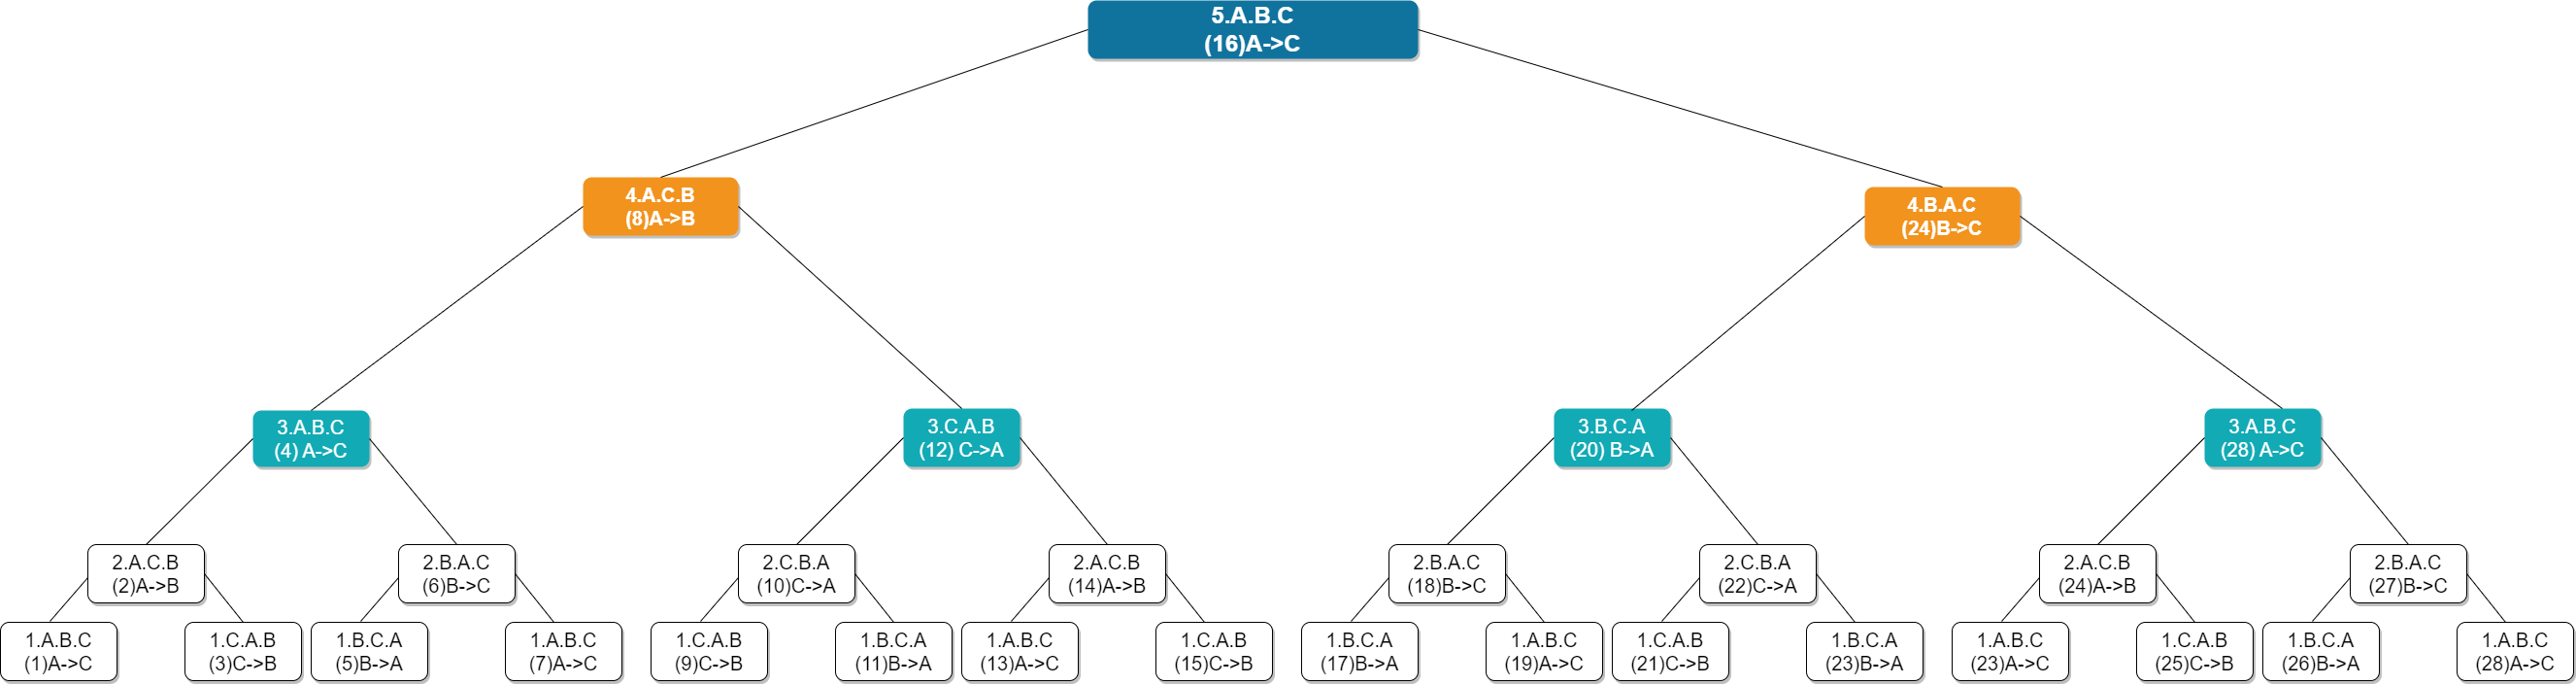 5.A.B.C
(16)A->C
4.A.C.B
(8)A->B
4.B.A.C
(24)B->C
3.A.B.C
(4) A->C
3.C.A.B
(12) C->A
3.B.C.A
(20) B->A
3.A.B.C
(28) A->C
2.A.C.B
(2)A->B
2.B.A.C
(6)B->C
2.C.B.A
(10)C->A
2.A.C.B
(14)A->B
2.B.A.C
(18)B->C
2.C.B.A
(22)C->A
2.A.C.B
(24)A->B
2.B.A.C
(27)B->C
1.A.B.C
(1)A->C
1.C.A.B
(3)C->B
1.B.C.A
(5)B->A
1.A.B.C
(7)A->C
1.C.A.B
(9)C->B
1.B.C.A
(11)B->A
1.A.B.C
(13)A->C
1.C.A.B
(15)C->B
1.B.C.A
(17)B->A
1.A.B.C
(19)A->C
1.C.A.B
(21)C->B
1.B.C.A
(23)B->A
1.A.B.C
(23)A->C
1.C.A.B
(25)C->B
1.B.C.A
(26)B->A
1.A.B.C
(28)A->C